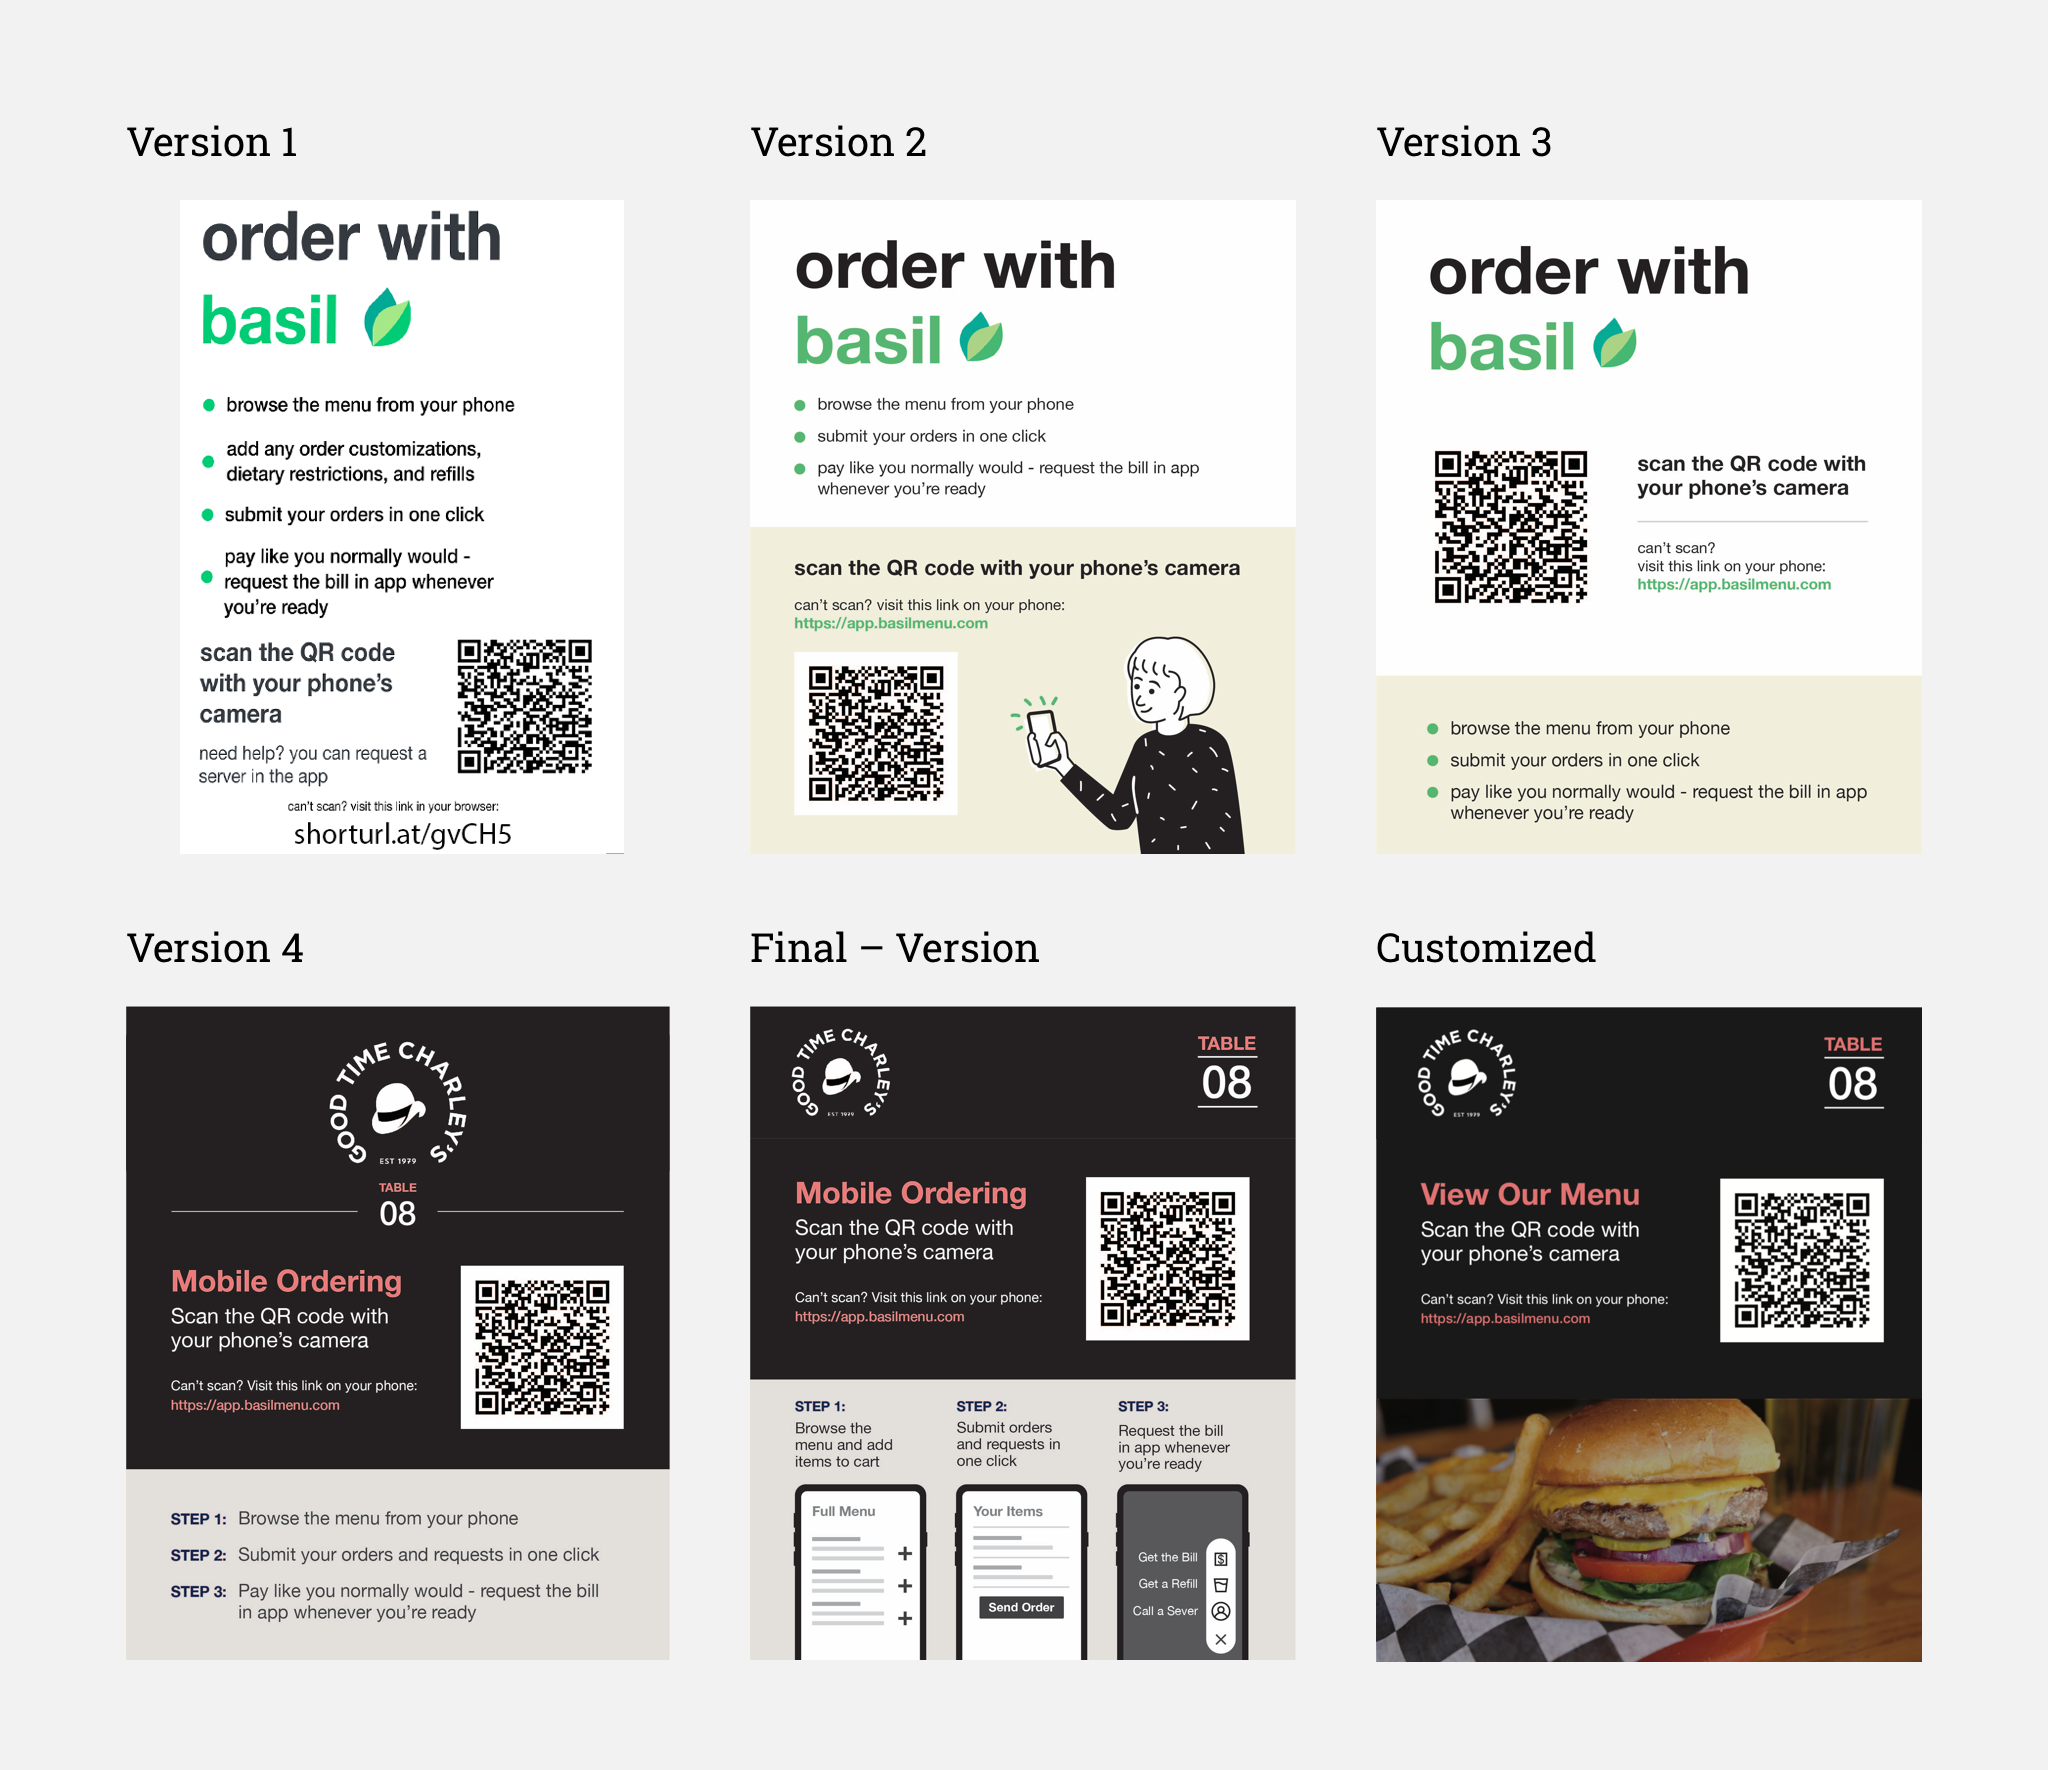 Version 1
order with
basil
browse the menu from your phone
add any order customizations,
dietary restrictions, and refills
submit your orders in one click
pay like you normally would -
request the bill in app whenever
you're ready
scan the QR code
with your phone's
camera
need help? you can request a
server in the app
can't scan? visit this link in your browser:
shorturl.at/gvCH5
Version 2
order with
basil
browse the menu from your phone
submit your orders in one click
pay like you normally would - request the bill in app
whenever you're ready
scan the QR code with your phone's camera
can't scan? visit this link on your phone:
https://app.basilmenu.com
Version 3
order with
basil
scan the QR code with
your phone's camera
can't scan?
visit this link on your phone:
https://app.basilmenu.com
browse the menu from your phone
submit your orders in one click
pay like you normally would - request the bill in app
whenever you're ready
Version 4
GOOD TIME CHARLEY'S
EST 1979
TABLE
08
Mobile Ordering
Scan the QR code with
your phone's camera
Can't scan? Visit this link on your phone:
https://app.basilmenu.com
STEP 1: Browse the menu from your phone
STEP 2: Submit your orders and requests in one click
STEP 3: Pay like you normally would - request the bill
in app whenever you're ready
Final – Version
GOOD TIME CHARLEY'S
EST 1979
TABLE
08
Mobile Ordering
Scan the QR code with
your phone's camera
Can't scan? Visit this link on your phone:
https://app.basilmenu.com
STEP 1:
Browse the
menu and add
items to cart
Full Menu
STEP 2:
Submit orders
and requests in
one click
Your Items
Send Order
STEP 3:
Request the bill
in app whenever
you're ready
Get the Bill
Get a Refill
Call a Sever
Customized
GOOD TIME CHARLEY'S
EST 1979
TABLE
08
View Our Menu
Scan the QR code with
your phone's camera
Can't scan? Visit this link on your phone:
https://app.basilmenu.com